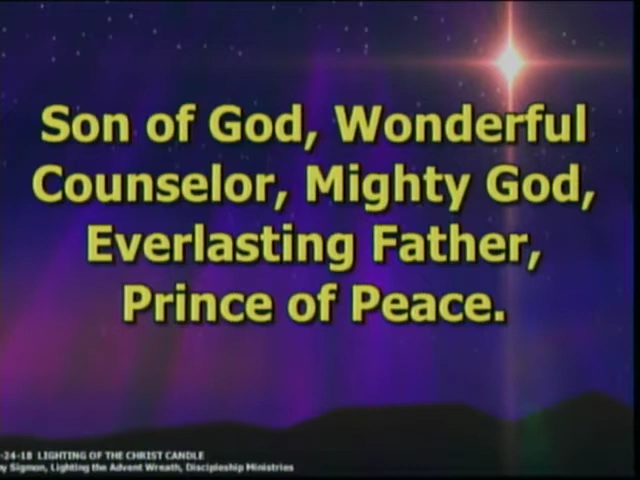 Son of God, Wonderful
Counselor, Mighty God,
Everlasting Father,
Prince of Peace.
-24-18 LIGHTING OF THE CHRIST CANDLE
Sigmon, Lighting the Advent Wreath, Discipleship Ministries